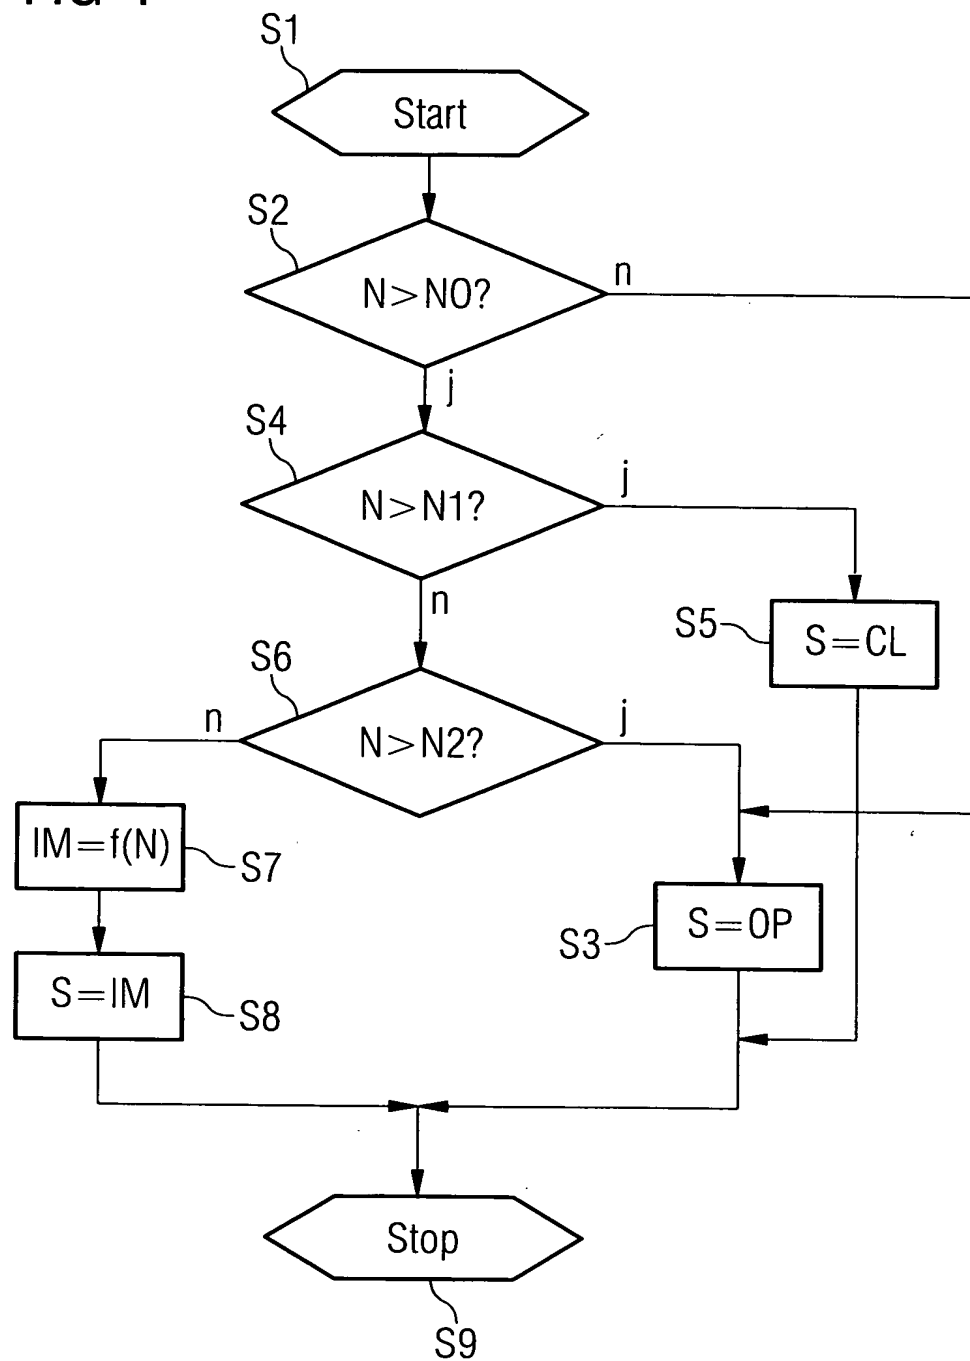 S1
Start
S2
N>N0?
n
j
S4
N>N1?
j
n
S5
S=CL
S6
n
N>N2?
j
IM=f(N)
S7
S3
S=OP
S=IM
S8
Stop
S9